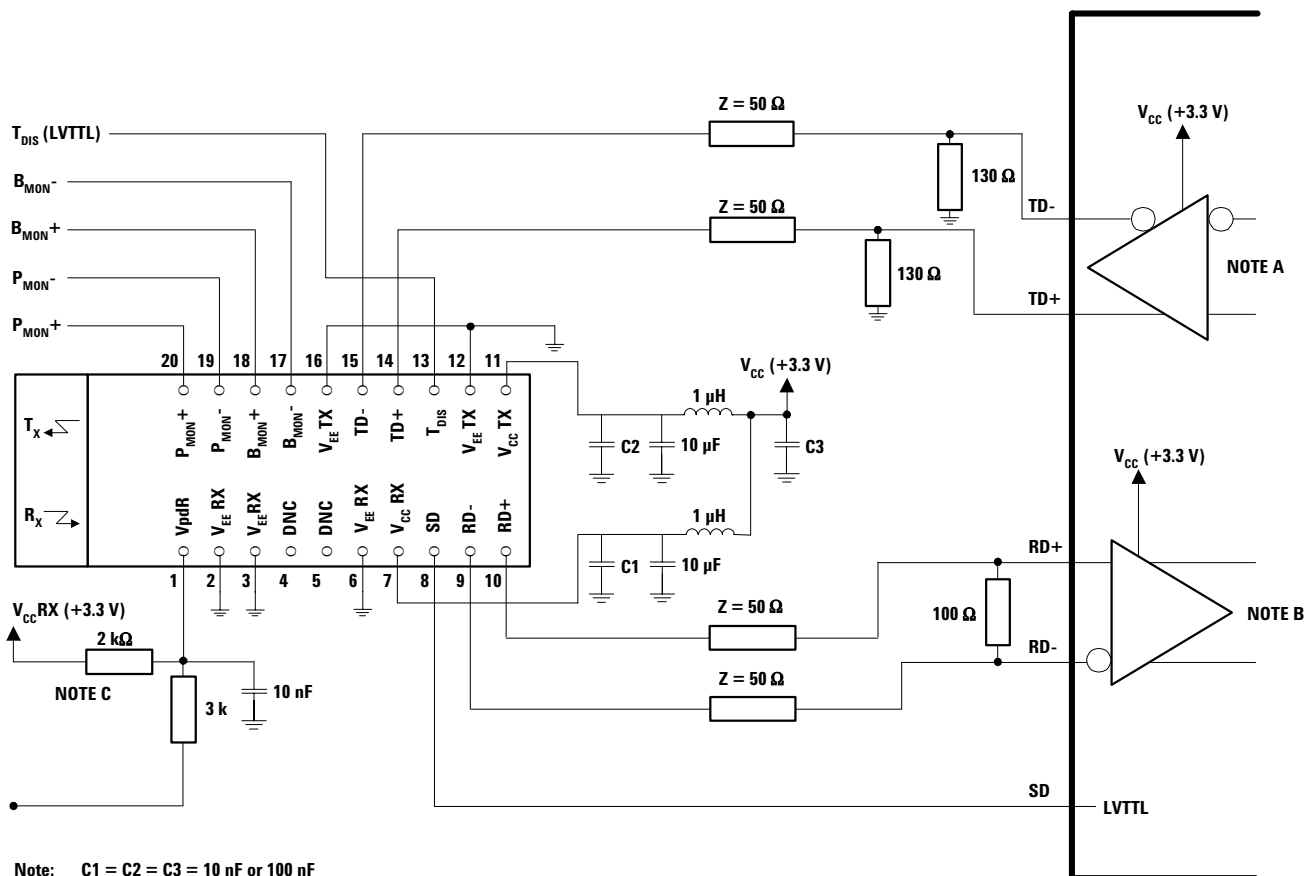 Z = 50 Ω
V_CC (+3.3 V)
T_DIS (LVTTL)
130 Ω
B_MON-
TD-
Z = 50 Ω
B_MON+
NOTE A
P_MON-
130 Ω
TD+
P_MON+
20 19 18 17 16 15 14 13 12 11
V_CC (+3.3 V)
1 µH
T_X
P_MON+ P_MON- B_MON+ B_MON- V_EE TX TD- TD+ T_DIS V_EE TX V_CC TX
C2 10 µF C3
V_CC (+3.3 V)
R_X
VpdR V_EE RX V_EE RX DNC DNC V_EE RX V_CC RX SD RD- RD+
1 µH
RD+
C1 10 µF
1 2 3 4 5 6 7 8 9 10
V_CC RX (+3.3 V)
Z = 50 Ω
100 Ω
NOTE B
2 kΩ
RD-
Z = 50 Ω
NOTE C
10 nF
3 k
SD
LVTTL
Note: C1 = C2 = C3 = 10 nF or 100 nF